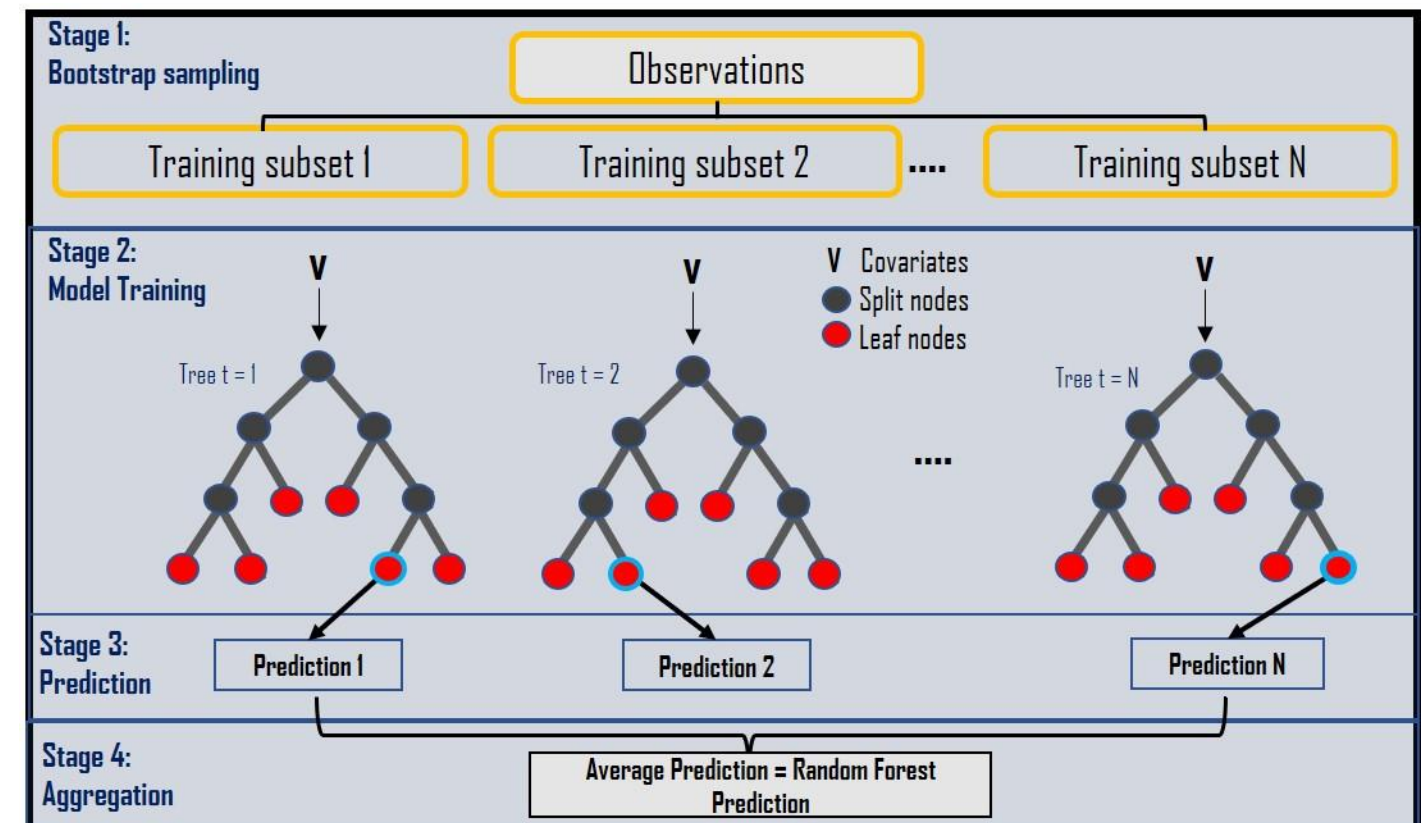 Stage 1:
Bootstrap sampling
Observations
Training subset 1
Training subset 2
....
Training subset N
Stage 2:
Model Training
V
V
V Covariates
Split nodes
Leaf nodes
V
Tree t = 1
Tree t = 2
Tree t = N
....
Stage 3:
Prediction
Prediction 1
Prediction 2
Prediction N
Stage 4:
Aggregation
Average Prediction = Random Forest
Prediction